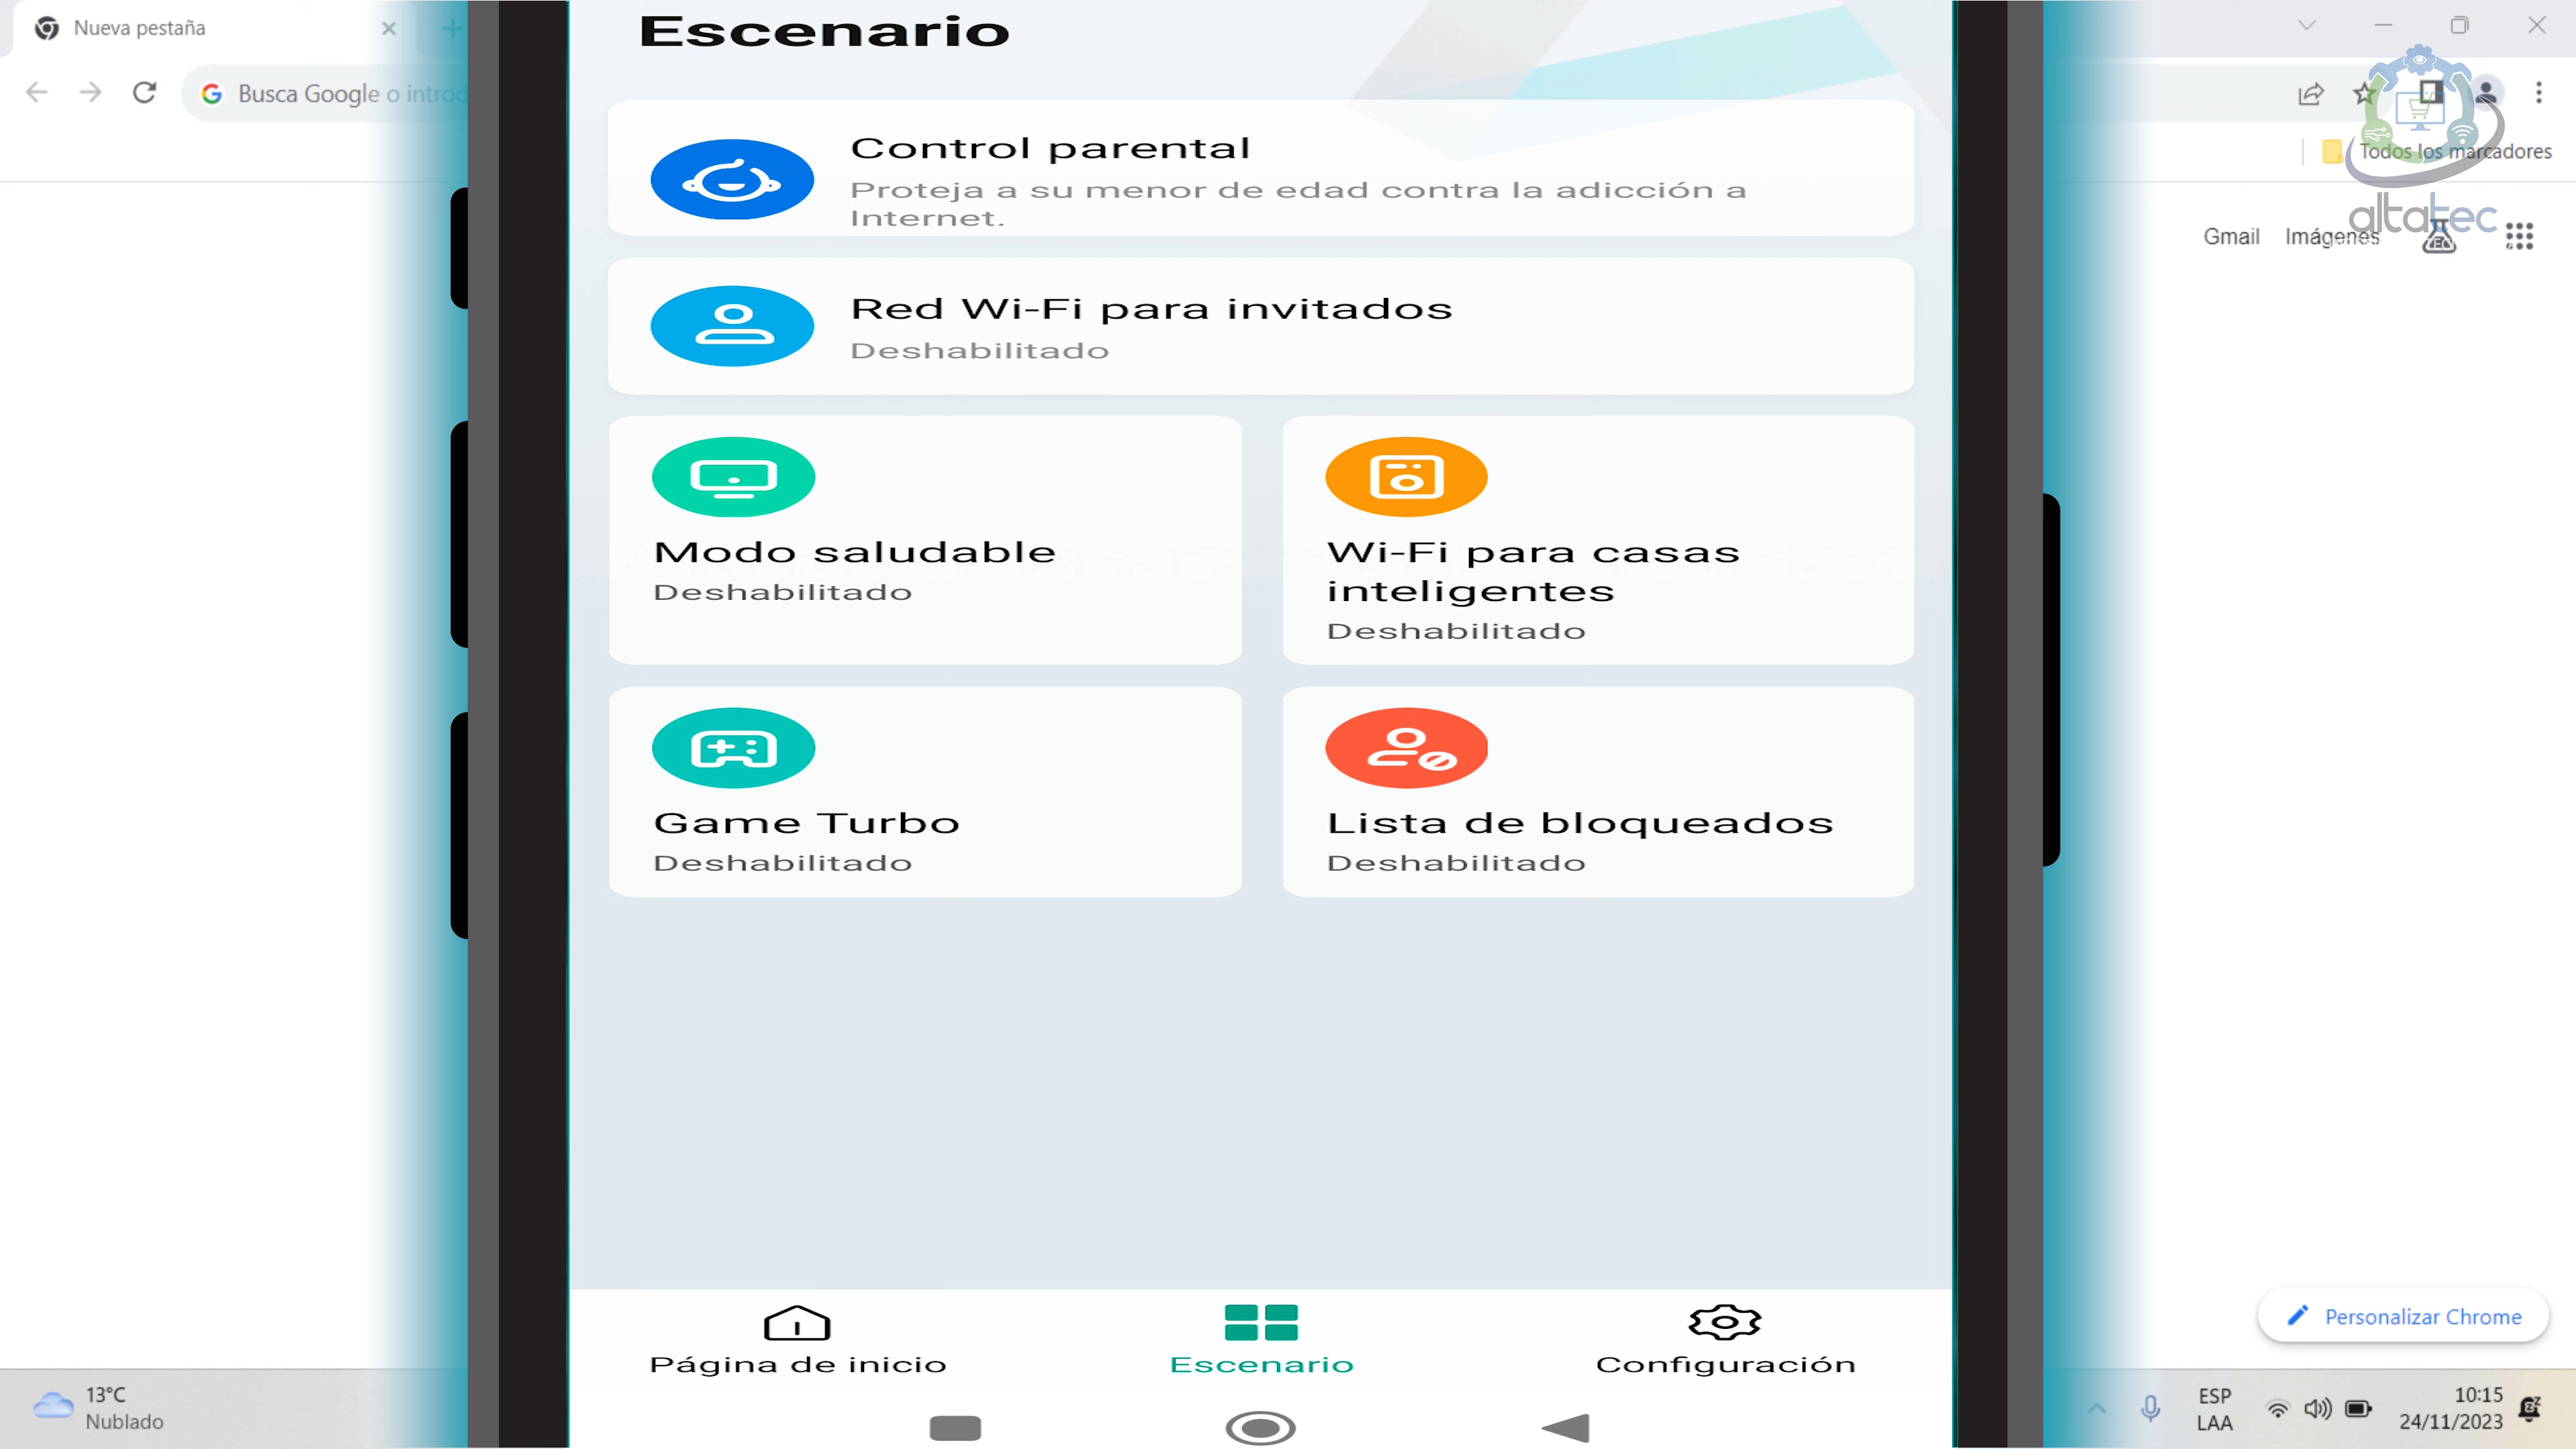 Nueva pestaña
Busca Google o introd
Todos los marcadores
Gmail
Imágenes
altatec
Escenario
Control parental
Proteja a su menor de edad contra la adicción a
Internet.
Red Wi-Fi para invitados
Deshabilitado
Modo saludable
Deshabilitado
Wi-Fi para casas
inteligentes
Deshabilitado
Game Turbo
Deshabilitado
Lista de bloqueados
Deshabilitado
Página de inicio
Escenario
Configuración
Personalizar Chrome
13°C
Nublado
ESP
LAA
10:15
24/11/2023